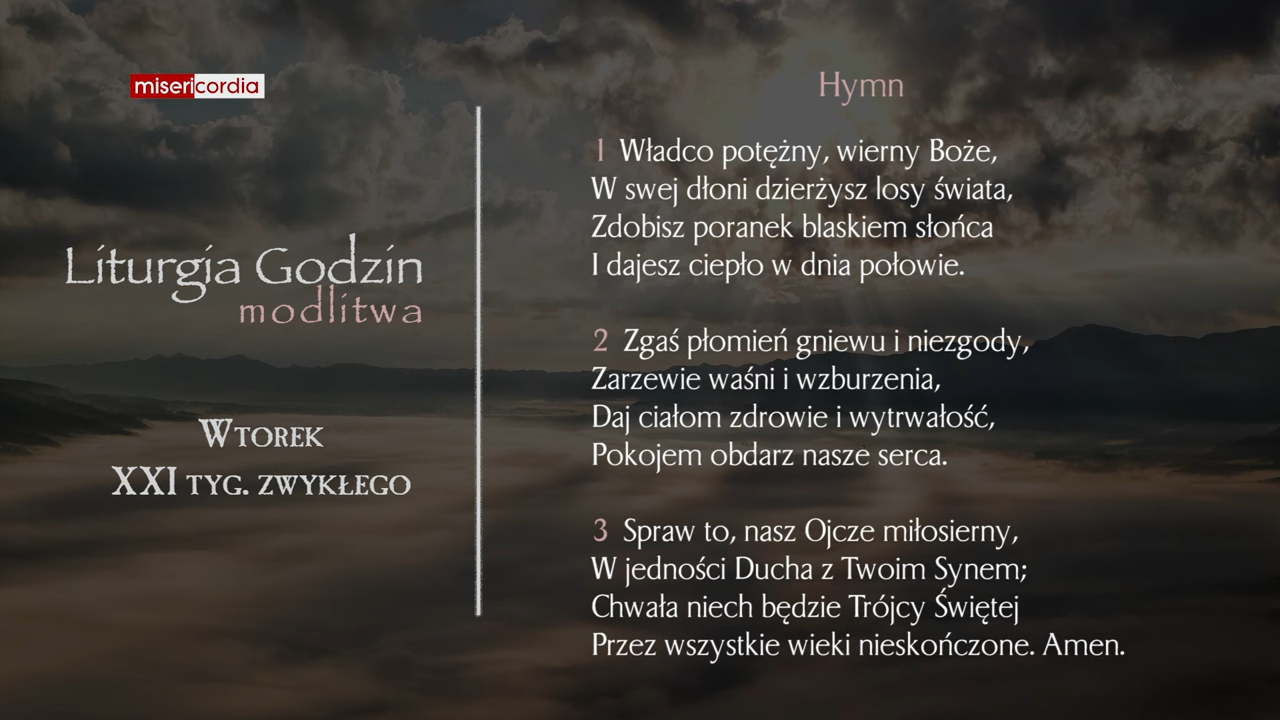 misericordia
Liturgia Godzin
modlitwa
Wtorek
XXI tyg. zwykłego
Hymn
1 Władco potężny, wierny Boże,
W swej dłoni dzierżysz losy świata,
Zdobisz poranek blaskiem słońca
I dajesz ciepło w dnia połowie.
2 Zgaś płomień gniewu i niezgody,
Zarzewie waśni i wzburzenia,
Daj ciałom zdrowie i wytrwałość,
Pokojem obdarz nasze serca.
3 Spraw to, nasz Ojcze miłosierny,
W jedności Ducha z Twoim Synem;
Chwała niech będzie Trójcy Świętej
Przez wszystkie wieki nieskończone. Amen.